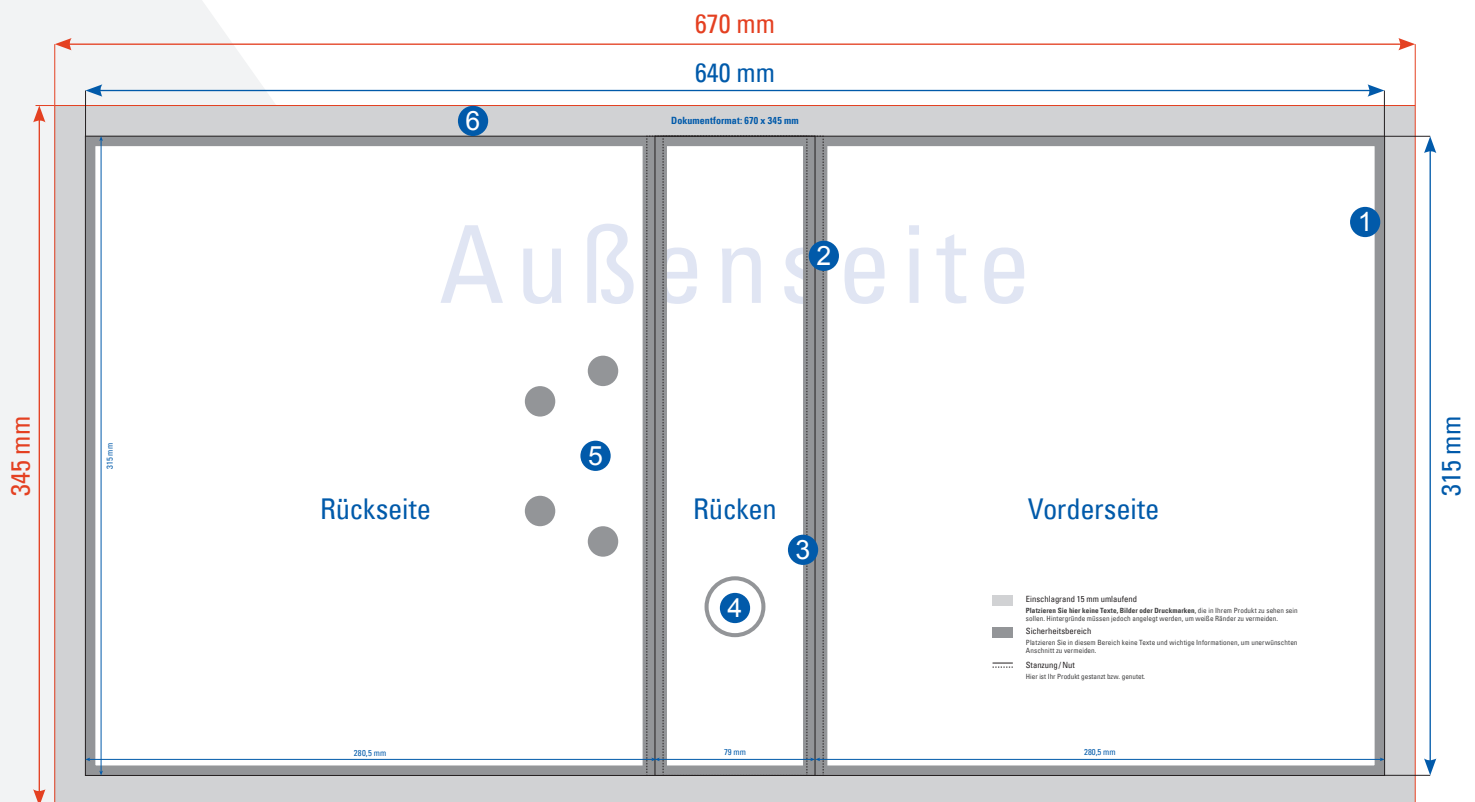 670 mm
640 mm
6
Dokumentformat: 670 x 345 mm
1
Außenseite
2
345 mm
315 mm
315 mm
5
Rückseite
Rücken
Vorderseite
3
4
Einschlagrand 15 mm umlaufend
Platzieren Sie hier keine Texte, Bilder oder Druckmarken, die in Ihrem Produkt zu sehen sein
sollen. Hintergründe müssen jedoch angelegt werden, um weiße Ränder zu vermeiden.
Sicherheitsbereich
Platzieren Sie in diesem Bereich keine Texte und wichtige Informationen, um unerwünschten
Anschnitt zu vermeiden.
Stanzung/Nut
Hier ist Ihr Produkt gestanzt bzw. genutet.
280,5 mm
79 mm
280,5 mm